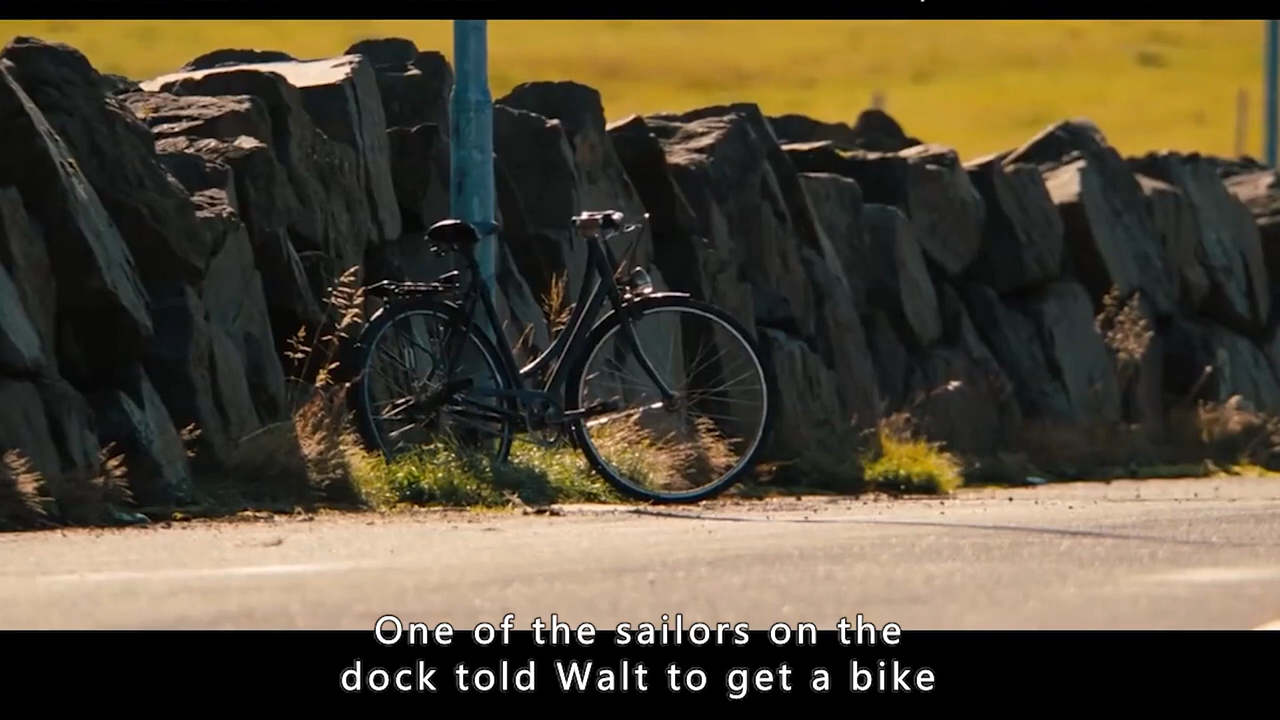 One of the sailors on the
dock told Walt to get a bike